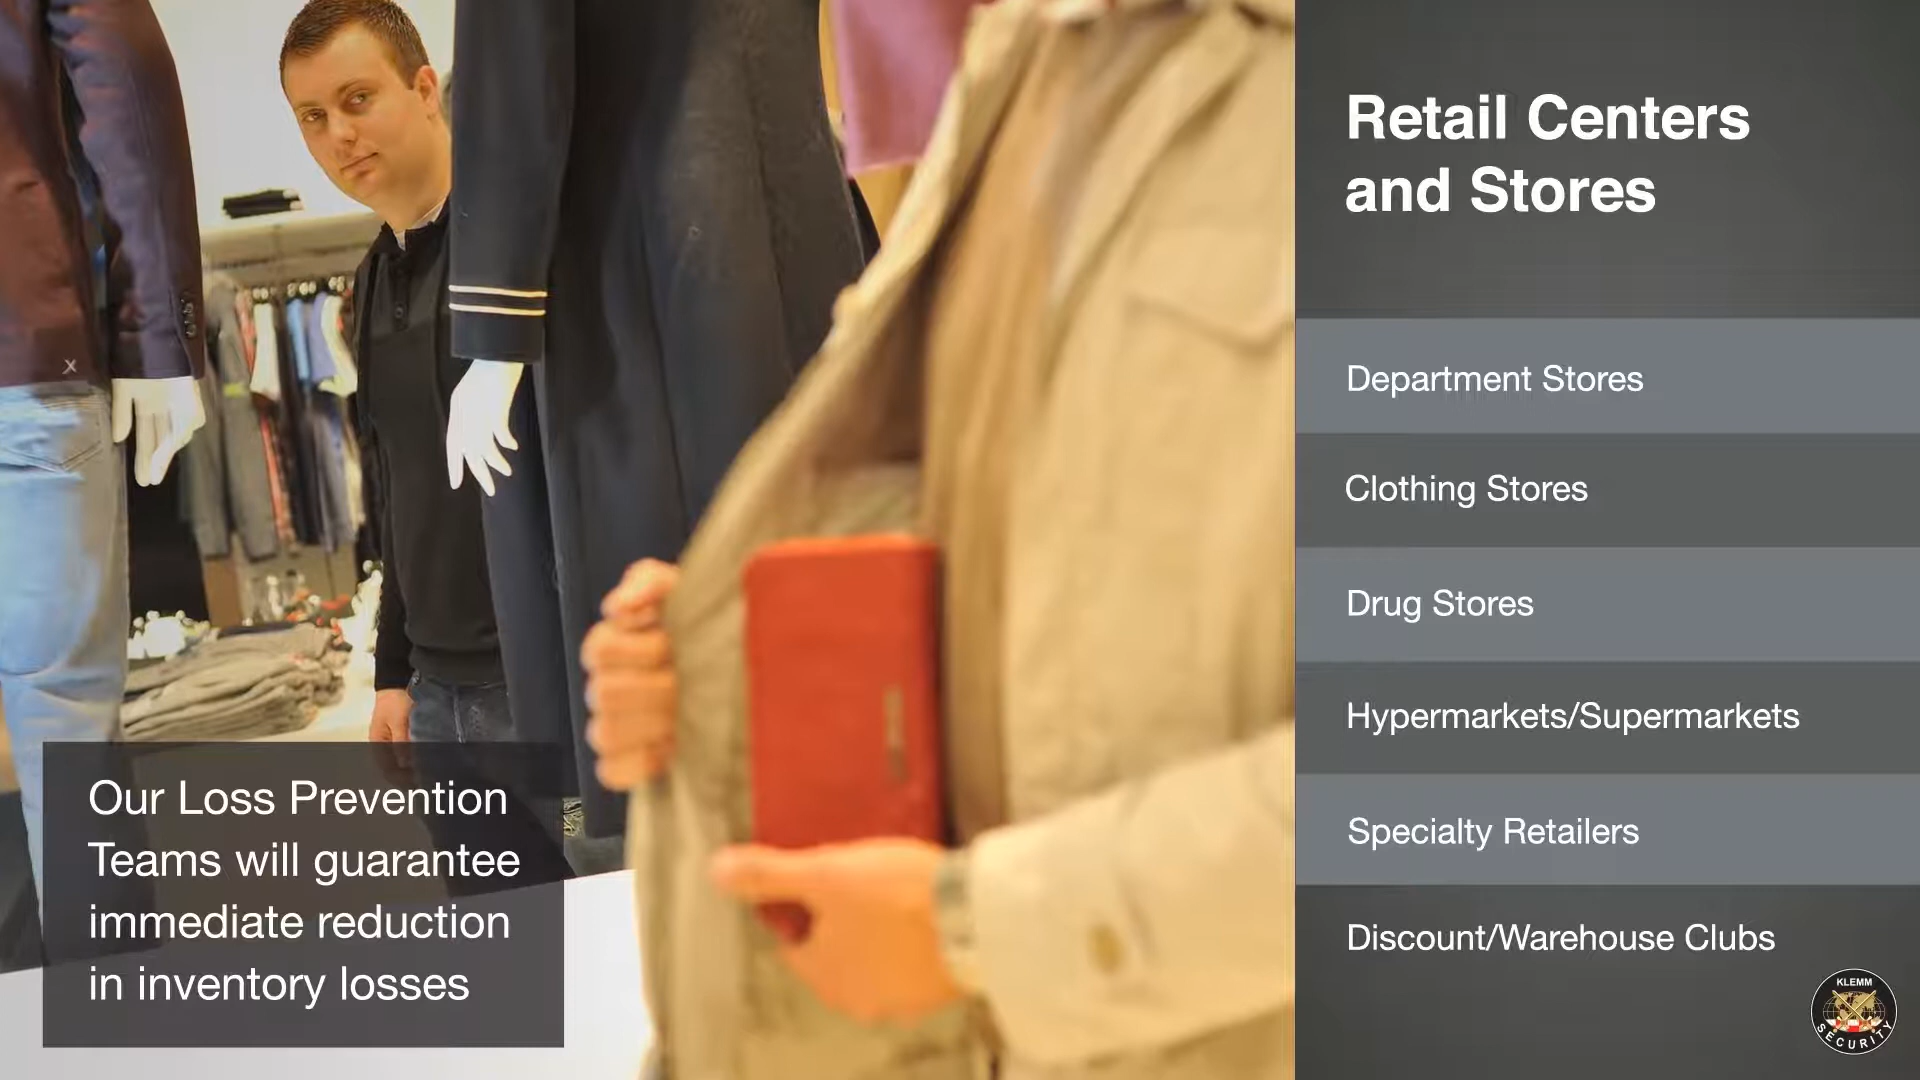 Retail Centers
and Stores
Department Stores
Clothing Stores
Drug Stores
Hypermarkets/Supermarkets
Specialty Retailers
Discount/Warehouse Clubs
Our Loss Prevention
Teams will guarantee
immediate reduction
in inventory losses
X
KLEMM
SECURITY